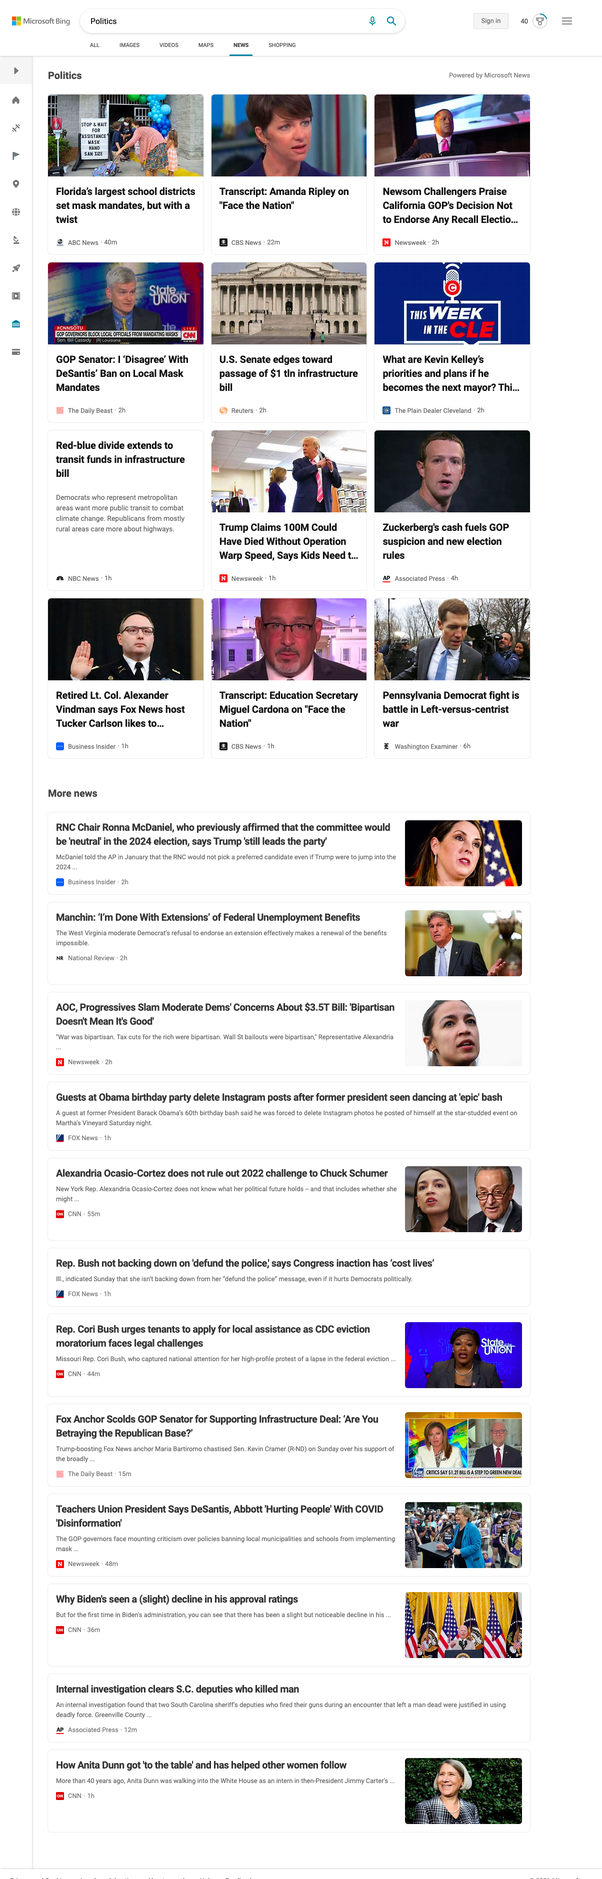 Microsoft Bing
Politics
Sign in
40
ALL
IMAGES
VIDEOS
MAPS
NEWS
SHOPPING
Politics
Powered by Microsoft News
STOP & WAIT
FOR
ASSISTANCE
MASK
HAND
SAN SIZE
Florida's largest school districts
set mask mandates, but with a
twist
ABC News · 40m
Transcript: Amanda Ripley on
"Face the Nation"
CBS News · 22m
Newsom Challengers Praise
California GOP's Decision Not
to Endorse Any Recall Electio...
Newsweek · 2h
State of the
UNION
#CNNSOTU
GOP GOVERNORS BLOCK LOCAL OFFICIALS FROM MANDATING MASKS
Sen. Bill Cassidy (R) Louisiana
CNN
GOP Senator: I 'Disagree' With
DeSantis' Ban on Local Mask
Mandates
The Daily Beast · 2h
U.S. Senate edges toward
passage of $1 tln infrastructure
bill
Reuters · 2h
THIS WEEK
IN THE CLE
What are Kevin Kelley's
priorities and plans if he
becomes the next mayor? Thi...
The Plain Dealer Cleveland · 2h
Red-blue divide extends to
transit funds in infrastructure
bill
Democrats who represent metropolitan
areas want more public transit to combat
climate change. Republicans from mostly
rural areas care more about highways.
NBC News · 1h
Trump Claims 100M Could
Have Died Without Operation
Warp Speed, Says Kids Need t...
Newsweek · 1h
Zuckerberg's cash fuels GOP
suspicion and new election
rules
AP Associated Press · 4h
Retired Lt. Col. Alexander
Vindman says Fox News host
Tucker Carlson likes to...
Business Insider · 1h
Transcript: Education Secretary
Miguel Cardona on "Face the
Nation"
CBS News · 1h
Pennsylvania Democrat fight is
battle in Left-versus-centrist
war
Washington Examiner · 6h
More news
RNC Chair Ronna McDaniel, who previously affirmed that the committee would
be 'neutral' in the 2024 election, says Trump 'still leads the party'
McDaniel told the AP in January that the RNC would not pick a preferred candidate even if Trump were to jump into the
2024 ...
Business Insider · 2h
Manchin: 'I'm Done With Extensions' of Federal Unemployment Benefits
The West Virginia moderate Democrat's refusal to endorse an extension effectively makes a renewal of the benefits
impossible.
NR National Review · 2h
AOC, Progressives Slam Moderate Dems' Concerns About $3.5T Bill: 'Bipartisan
Doesn't Mean It's Good'
"War was bipartisan. Tax cuts for the rich were bipartisan. Wall St bailouts were bipartisan," Representative Alexandria
...
Newsweek · 2h
Guests at Obama birthday party delete Instagram posts after former president seen dancing at 'epic' bash
A guest at former President Barack Obama's 60th birthday bash said he was forced to delete Instagram photos he posted of himself at the star-studded event on
Martha's Vineyard Saturday night.
FOX News · 1h
Alexandria Ocasio-Cortez does not rule out 2022 challenge to Chuck Schumer
New York Rep. Alexandria Ocasio-Cortez does not know what her political future holds – and that includes whether she
might ...
CNN · 55m
Rep. Bush not backing down on 'defund the police,' says Congress inaction has 'cost lives'
Ill., indicated Sunday that she isn't backing down from her "defund the police" message, even if it hurts Democrats politically.
FOX News · 1h
Rep. Cori Bush urges tenants to apply for local assistance as CDC eviction
moratorium faces legal challenges
Missouri Rep. Cori Bush, who captured national attention for her high-profile protest of a lapse in the federal eviction ...
CNN · 44m
State of the
UNION
Fox Anchor Scolds GOP Senator for Supporting Infrastructure Deal: 'Are You
Betraying the Republican Base?'
Trump-boosting Fox News anchor Maria Bartiromo chastised Sen. Kevin Cramer (R-ND) on Sunday over his support of
the broadly ...
The Daily Beast · 15m
CRITICS SAY $1.2T BILL IS A STEP TO GREEN NEW DEAL
Teachers Union President Says DeSantis, Abbott 'Hurting People' With COVID
'Disinformation'
The GOP governors face mounting criticism over policies banning local municipalities and schools from implementing
mask ...
Newsweek · 48m
Why Biden's seen a (slight) decline in his approval ratings
But for the first time in Biden's administration, you can see that there has been a slight but noticeable decline in his ...
CNN · 36m
Internal investigation clears S.C. deputies who killed man
An internal investigation found that two South Carolina sheriff's deputies who fired their guns during an encounter that left a man dead were justified in using
deadly force. Greenville County ...
AP Associated Press · 12m
How Anita Dunn got 'to the table' and has helped other women follow
More than 40 years ago, Anita Dunn was walking into the White House as an intern in then-President Jimmy Carter's ...
CNN · 1h